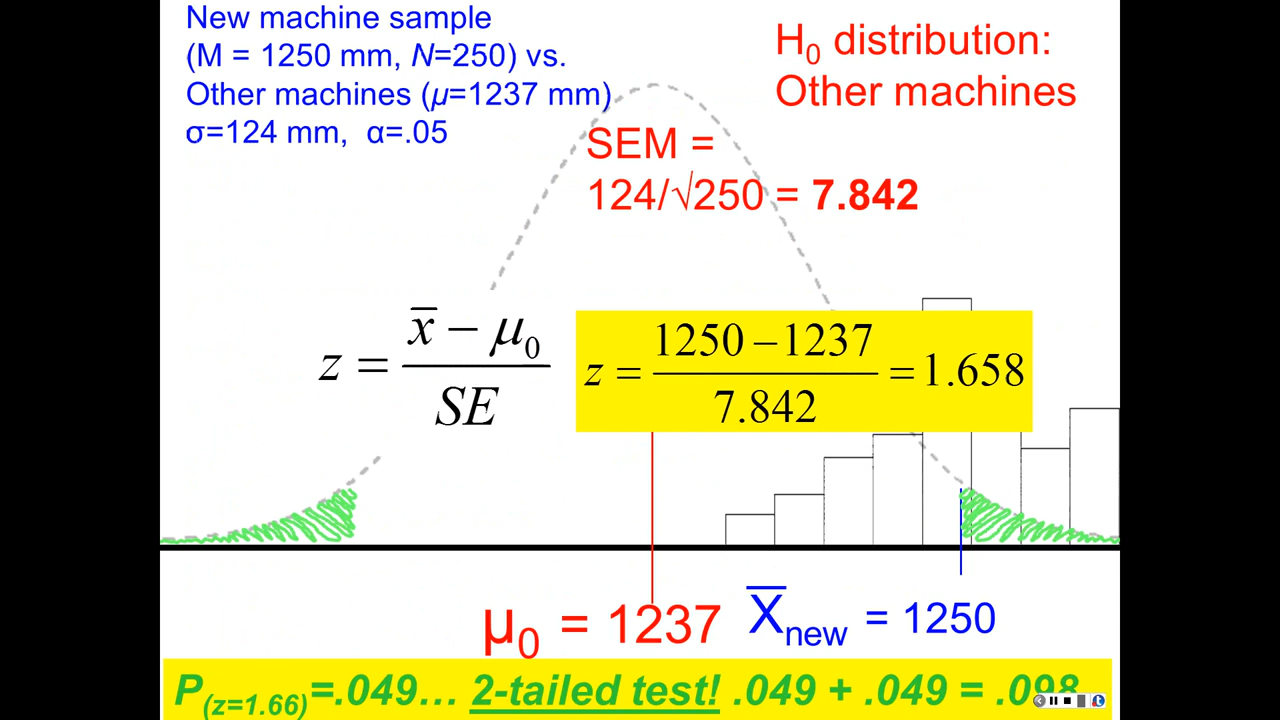 New machine sample
(M = 1250 mm, N=250) vs.
Other machines (μ=1237 mm)
σ=124 mm, α=.05
H₀ distribution:
Other machines
SEM =
124/√250 = 7.842
z = (x̅ − μ₀) / SE
z = (1250 − 1237) / 7.842 = 1.658
μ₀ = 1237
X̅new = 1250
P(z=1.66)=.049… 2-tailed test! .049 + .049 = .098